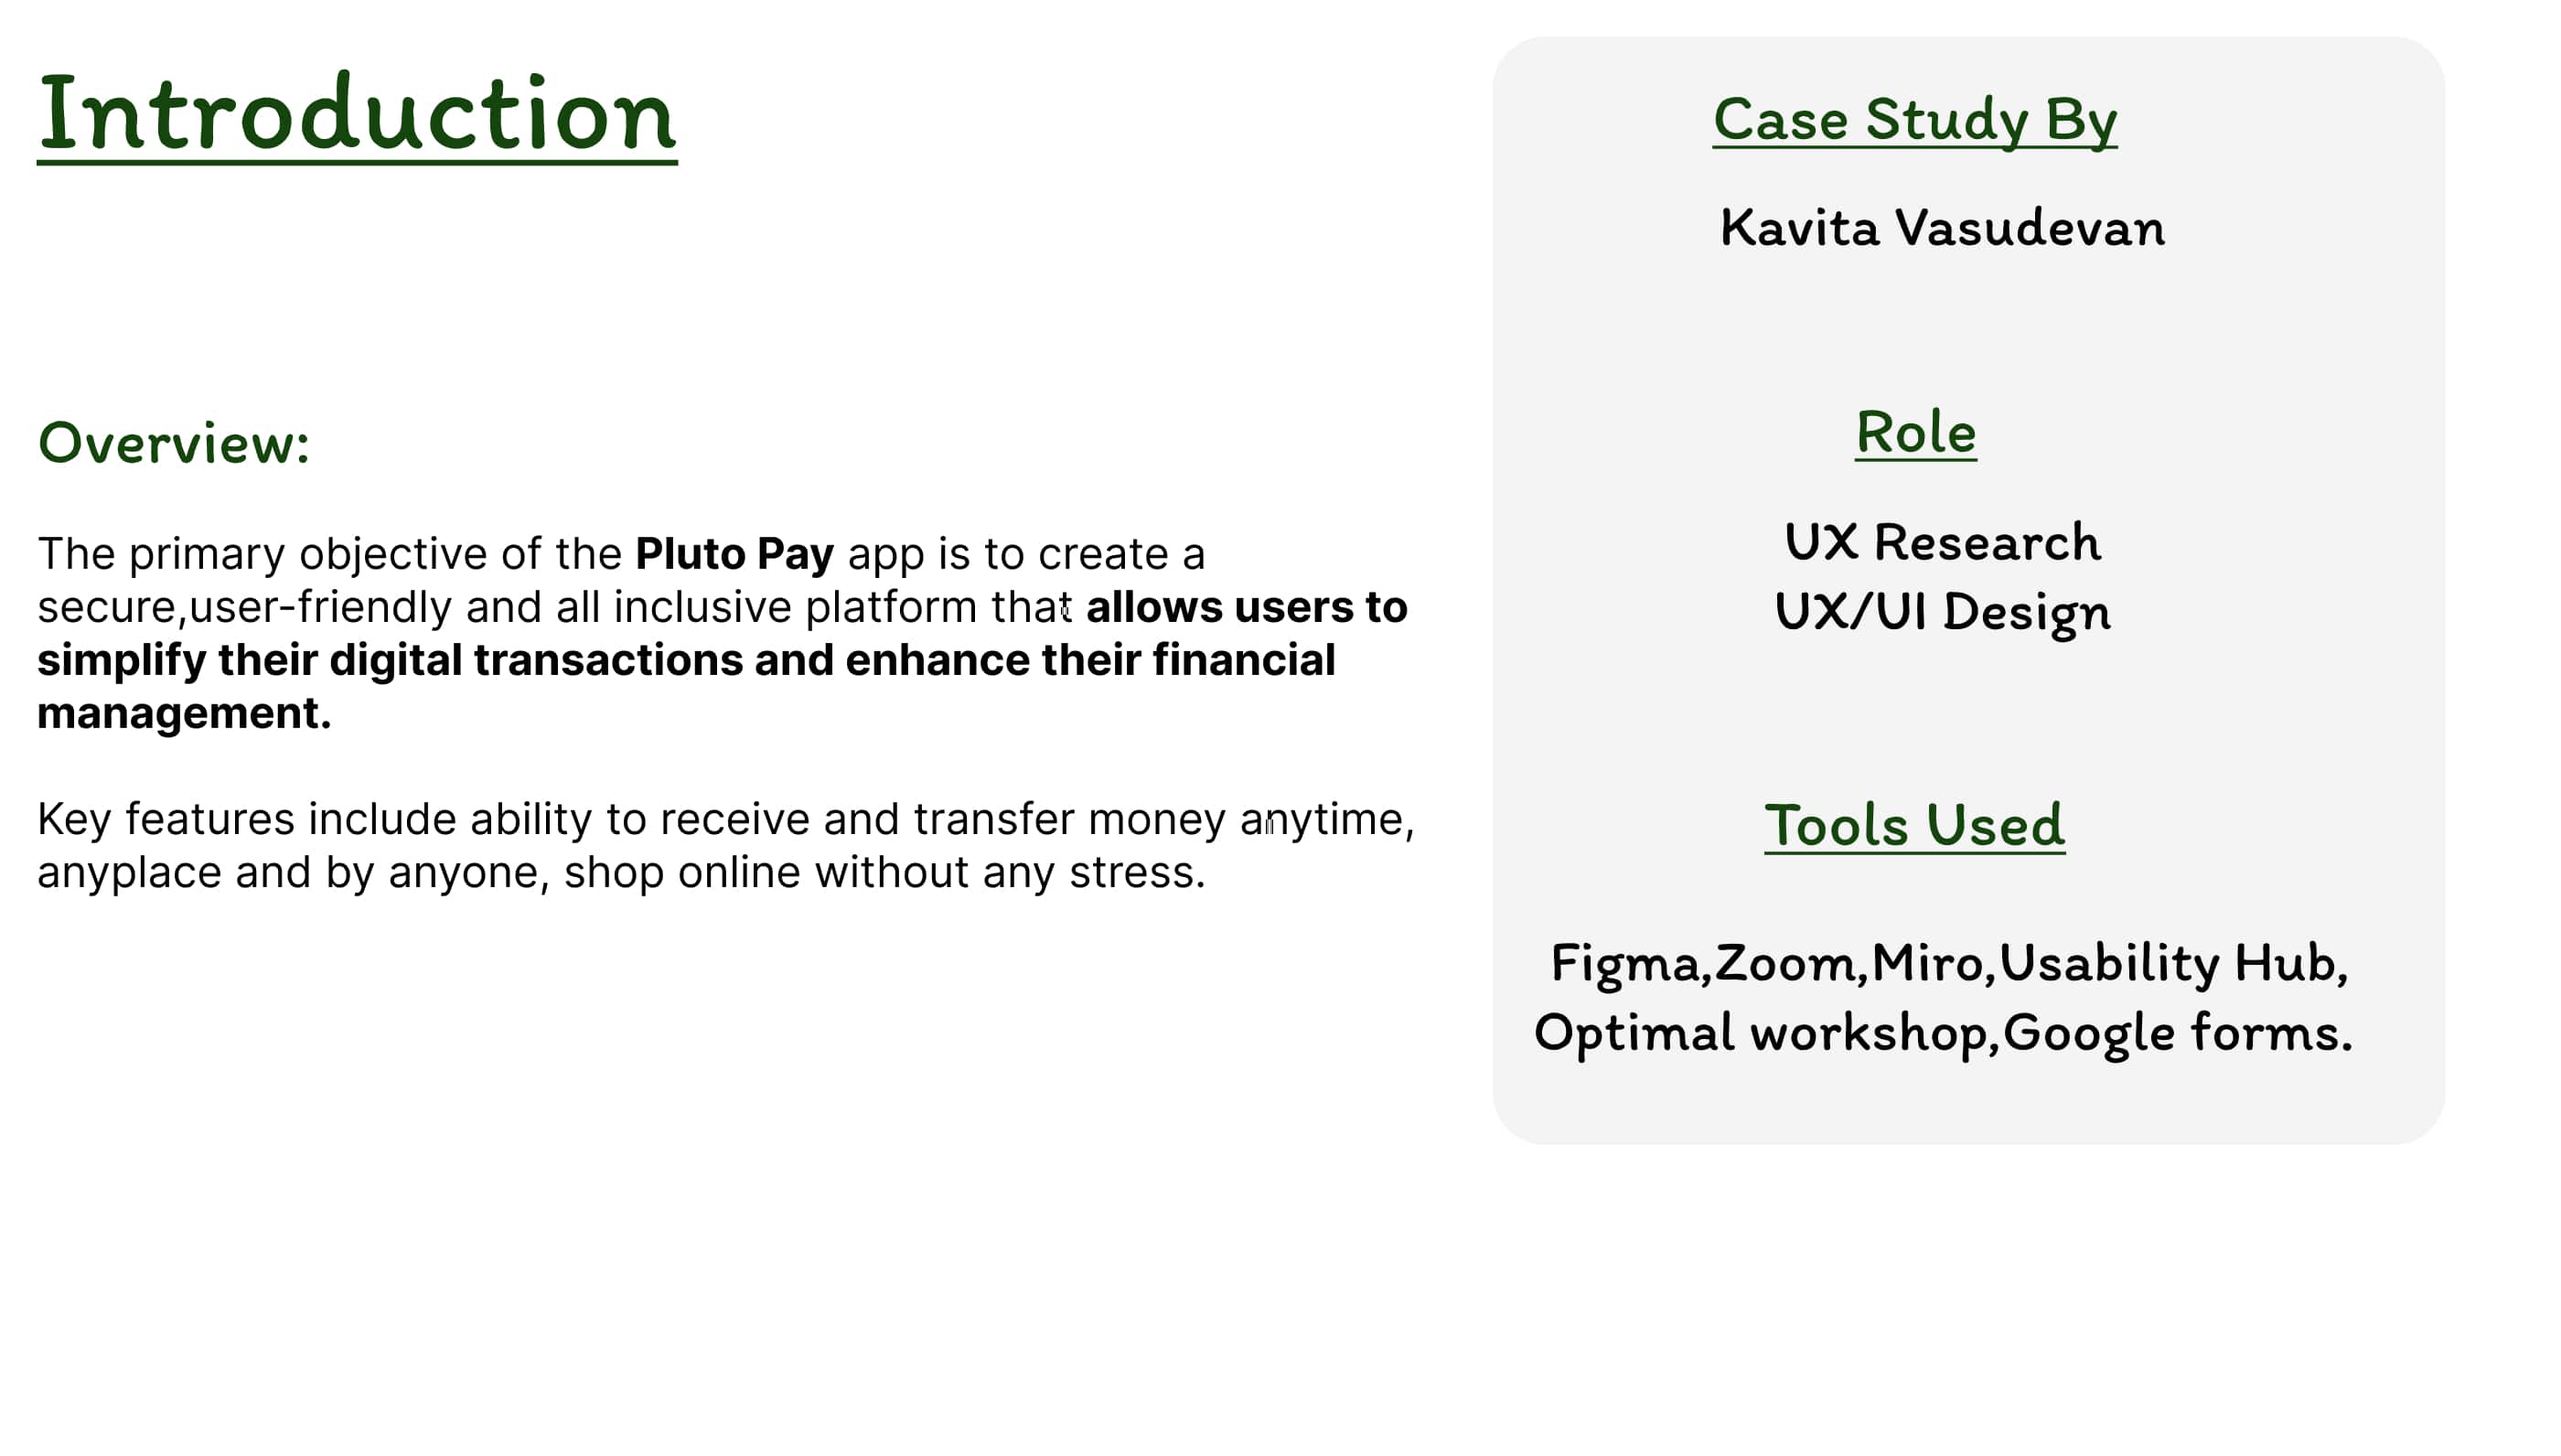 Introduction
Overview:
The primary objective of the Pluto Pay app is to create a
secure,user-friendly and all inclusive platform that allows users to
simplify their digital transactions and enhance their financial
management.
Key features include ability to receive and transfer money anytime,
anyplace and by anyone, shop online without any stress.
Case Study By
Kavita Vasudevan
Role
UX Research
UX/UI Design
Tools Used
Figma,Zoom,Miro,Usability Hub,
Optimal workshop,Google forms.